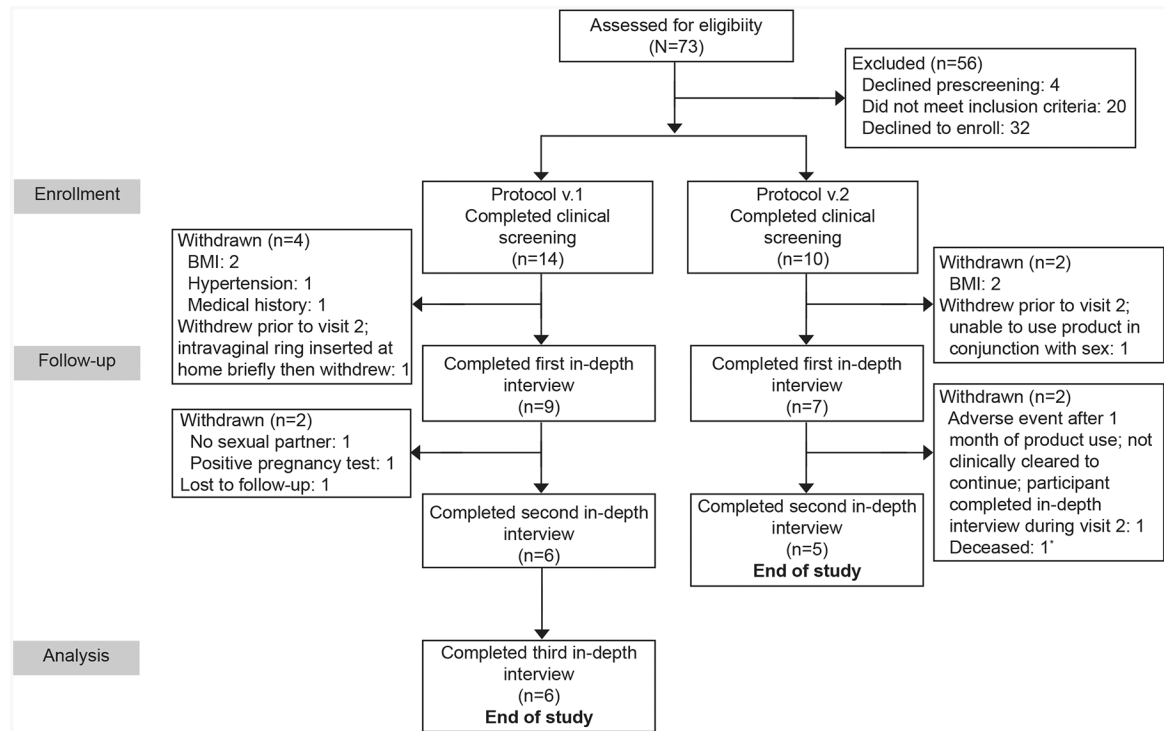 Assessed for eligibiity
(N=73)
Excluded (n=56)
Declined prescreening: 4
Did not meet inclusion criteria: 20
Declined to enroll: 32
Enrollment
Protocol v.1
Completed clinical
screening
(n=14)
Protocol v.2
Completed clinical
screening
(n=10)
Withdrawn (n=4)
BMI: 2
Hypertension: 1
Medical history: 1
Withdrew prior to visit 2;
intravaginal ring inserted at
home briefly then withdrew: 1
Withdrawn (n=2)
BMI: 2
Withdrew prior to visit 2;
unable to use product in
conjunction with sex: 1
Follow-up
Completed first in-depth
interview
(n=9)
Completed first in-depth
interview
(n=7)
Withdrawn (n=2)
No sexual partner: 1
Positive pregnancy test: 1
Lost to follow-up: 1
Withdrawn (n=2)
Adverse event after 1
month of product use; not
clinically cleared to
continue; participant
completed in-depth
interview during visit 2: 1
Deceased: 1*
Completed second in-depth
interview
(n=6)
Completed second in-depth
interview
(n=5)
End of study
Analysis
Completed third in-depth
interview
(n=6)
End of study